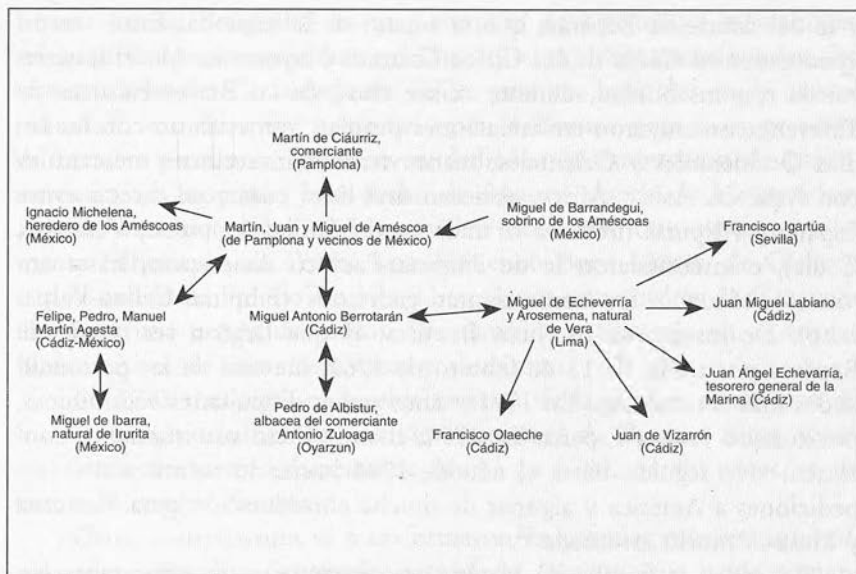 Martín de Cláurriz,
comerciante
(Pamplona)
Ignacio Michelena,
heredero de los Améscoas
(México)
Martín, Juan y Miguel de Améscoa
(de Pamplona y vecinos de México)
Miguel de Barrazbegui,
sobrino de los Améscoas
(México)
Francisco Igartúa
(Sevilla)
Felipe, Pedro, Manuel
Martín Agesta
(Cádiz-México)
Miguel Antonio Berrotarán
(Cádiz)
Miguel de Echeverría
y Arosemena, natural
de Vera
(Lima)
Juan Miguel Labiano
(Cádiz)
Juan Ángel Echevarría,
tesorero general de la
Marina (Cádiz)
Miguel de Ibarra,
natural de Irurita
(México)
Pedro de Albistur,
albacea del comerciante
Antonio Zuloaga
(Oyarzun)
Francisco Olaeche
(Cádiz)
Juan de Vizarrón
(Cádiz)